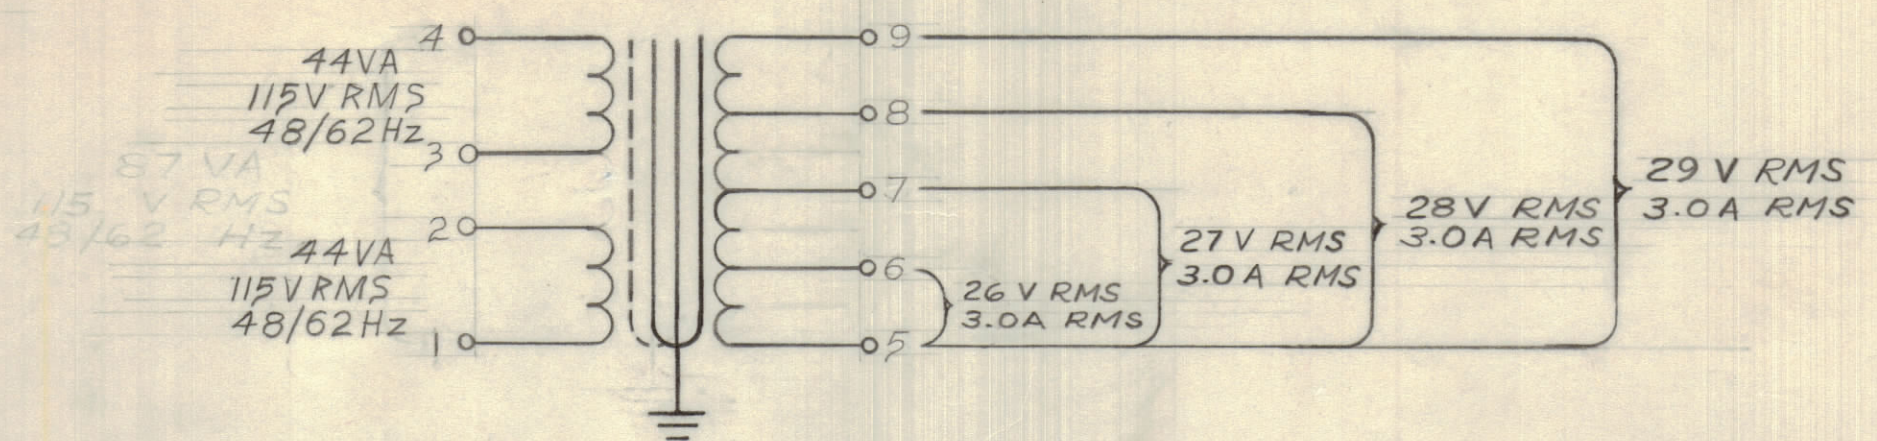 4
44VA
115V RMS
48/62Hz
3
87 VA
115 V RMS
48/62 HZ
2
44VA
115V RMS
48/62Hz
1
9
8
7
6
5
26 V RMS
3.0A RMS
27 V RMS
3.0 A RMS
28V RMS
3.0A RMS
29 V RMS
3.0A RMS